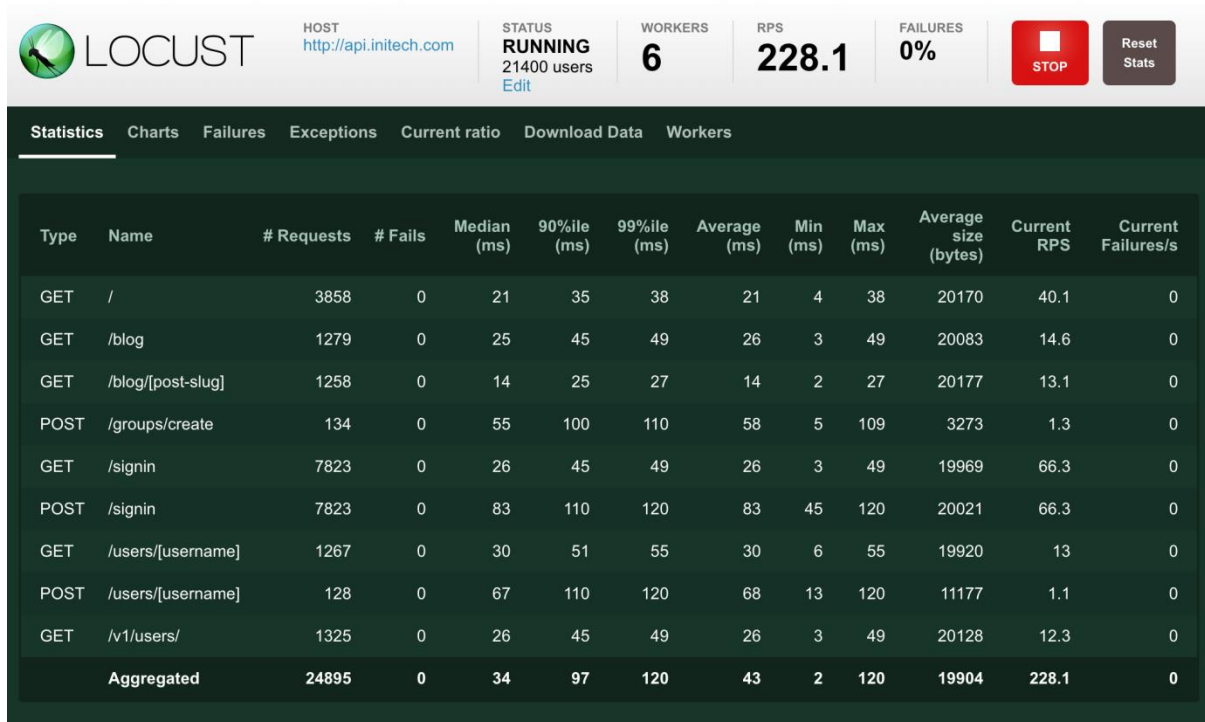 LOCUST
HOST
http://api.initech.com
STATUS
RUNNING
21400 users
Edit
WORKERS
6
RPS
228.1
FAILURES
0%
STOP
Reset
Stats
Statistics Charts Failures Exceptions Current ratio Download Data Workers
Type Name # Requests # Fails Median (ms) 90%ile (ms) 99%ile (ms) Average (ms) Min (ms) Max (ms) Average size (bytes) Current RPS Current Failures/s
GET / 3858 0 21 35 38 21 4 38 20170 40.1 0
GET /blog 1279 0 25 45 49 26 3 49 20083 14.6 0
GET /blog/[post-slug] 1258 0 14 25 27 14 2 27 20177 13.1 0
POST /groups/create 134 0 55 100 110 58 5 109 3273 1.3 0
GET /signin 7823 0 26 45 49 26 3 49 19969 66.3 0
POST /signin 7823 0 83 110 120 83 45 120 20021 66.3 0
GET /users/[username] 1267 0 30 51 55 30 6 55 19920 13 0
POST /users/[username] 128 0 67 110 120 68 13 120 11177 1.1 0
GET /v1/users/ 1325 0 26 45 49 26 3 49 20128 12.3 0
Aggregated 24895 0 34 97 120 43 2 120 19904 228.1 0